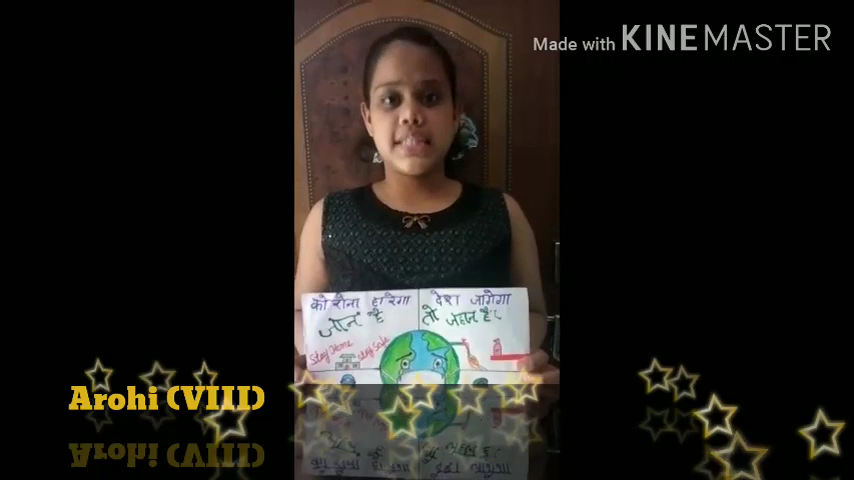 Made with KINEMASTER
कोरोना हारेगा
देश जागेगा
जान है
तो जहान है।
Stay Home
Stay Safe
Arohi (VIII)